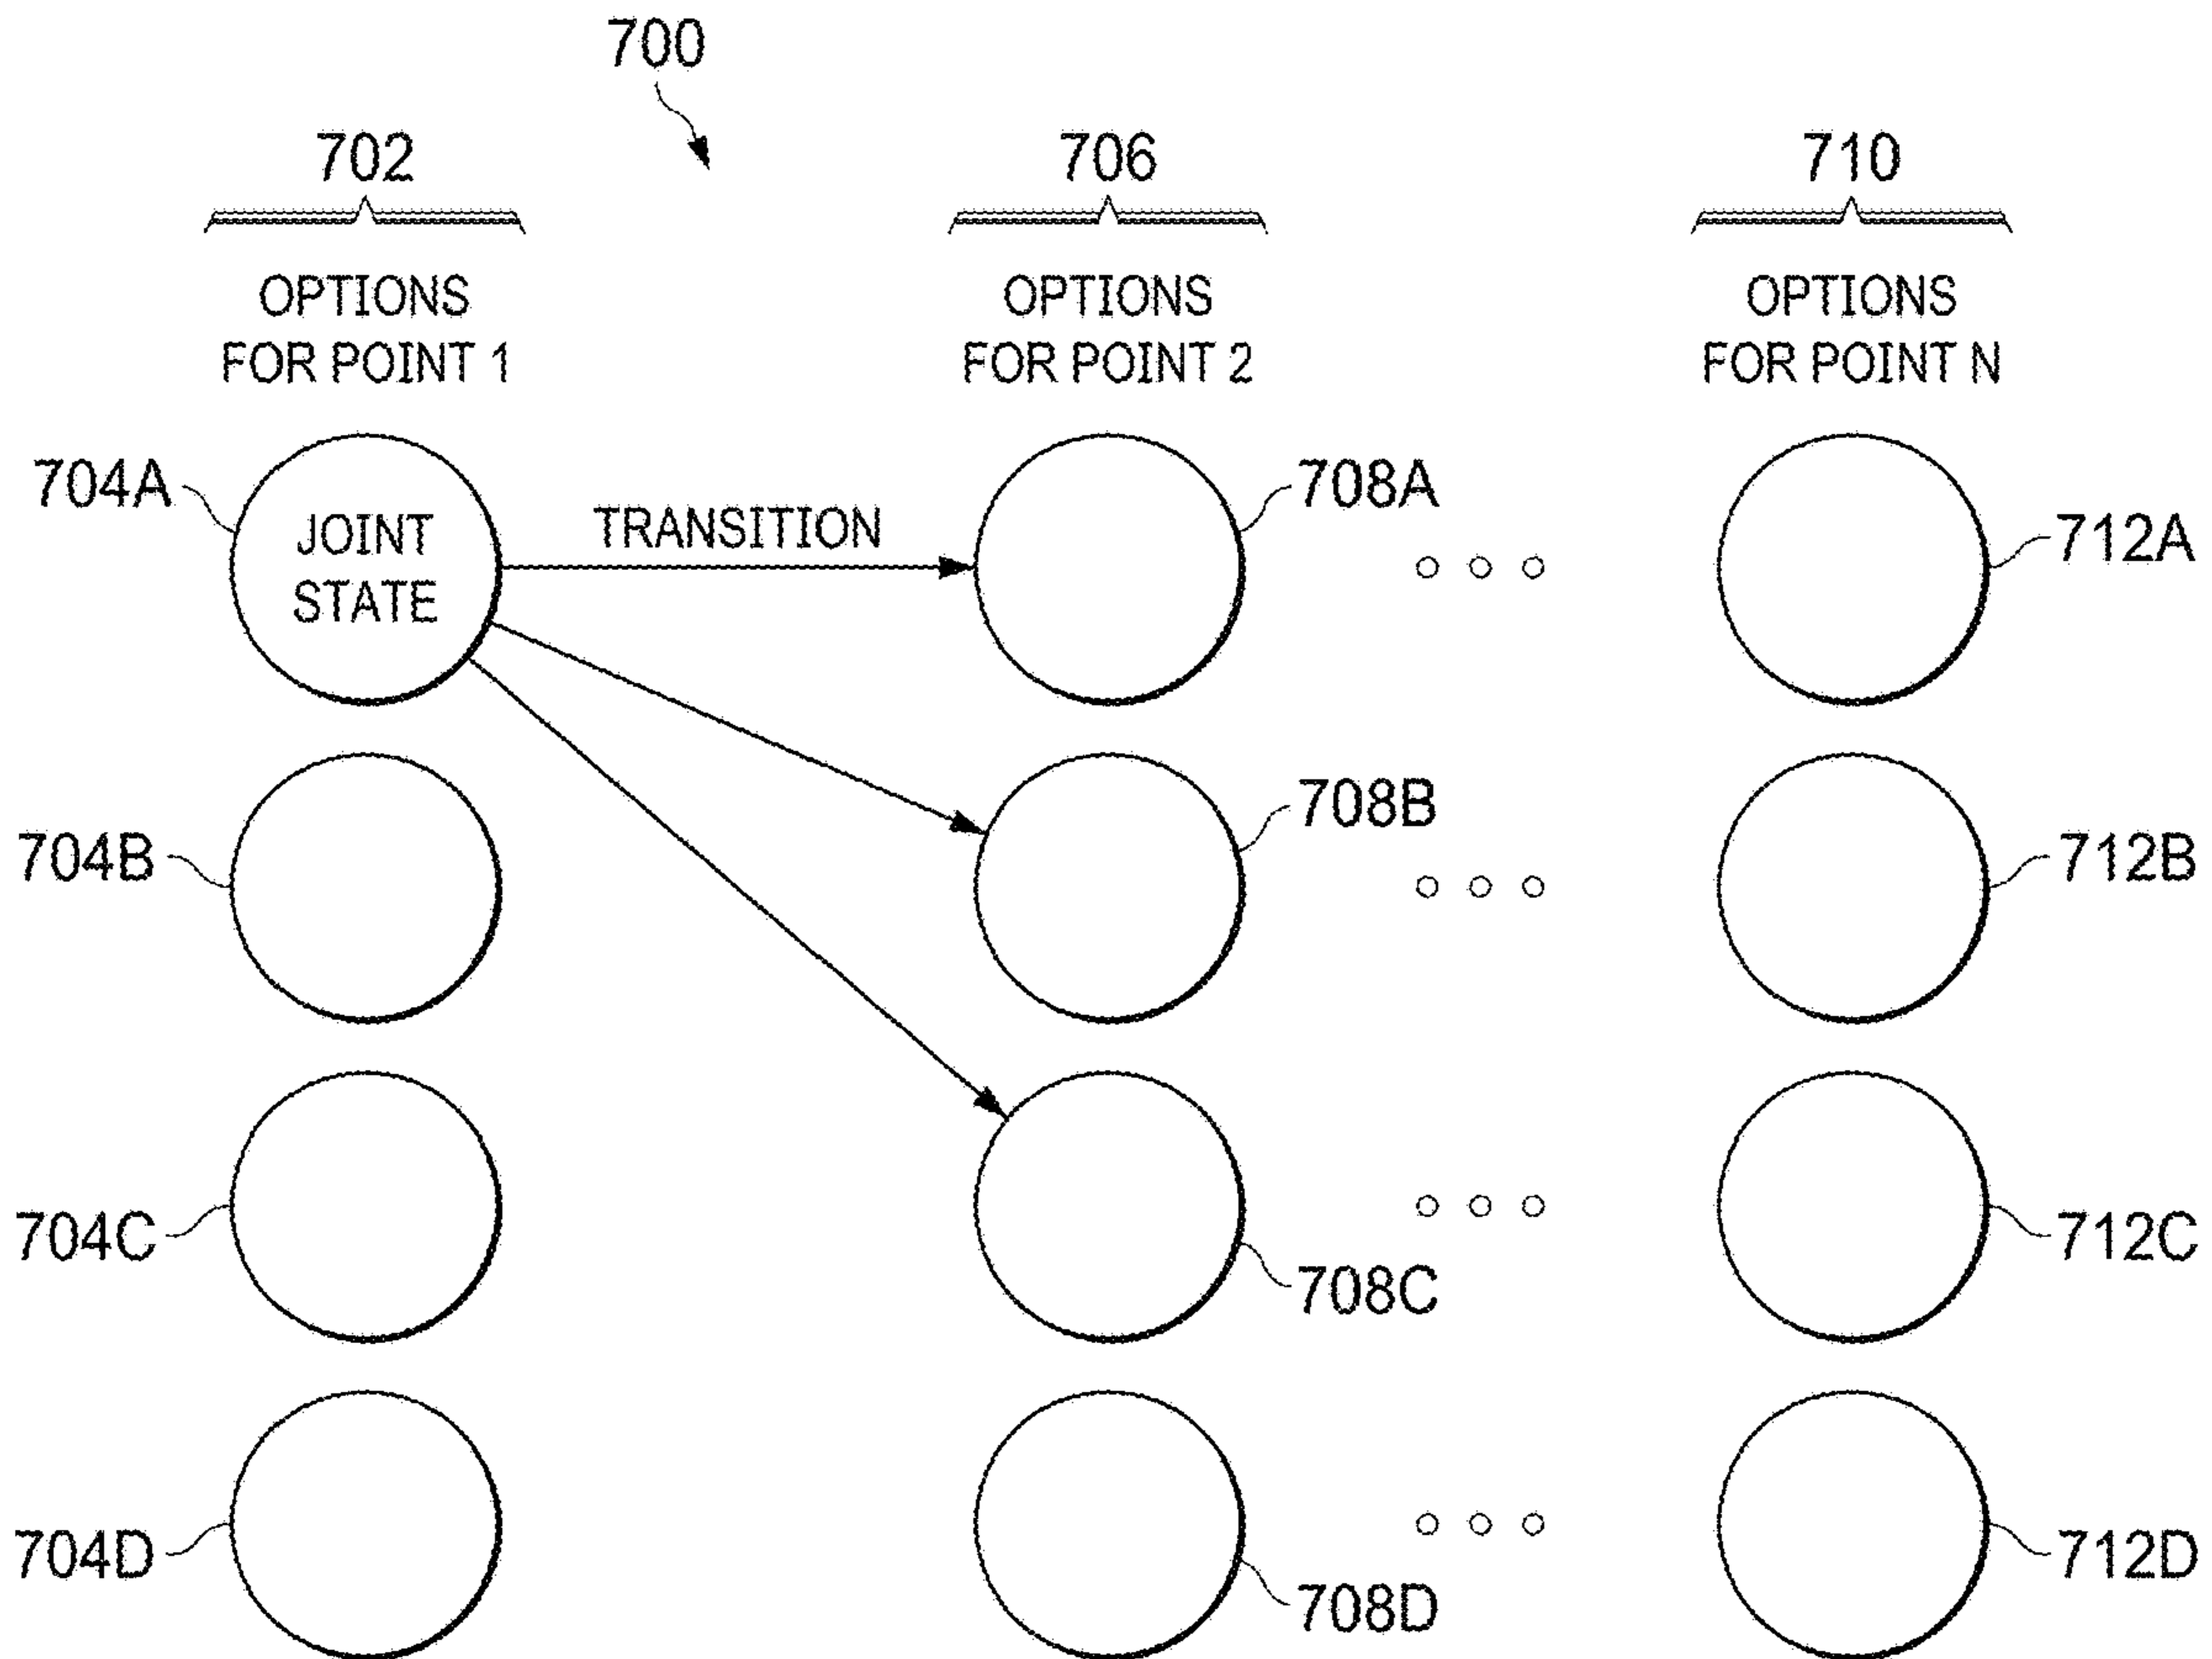 700
702
706
710
OPTIONS
FOR POINT 1
OPTIONS
FOR POINT 2
OPTIONS
FOR POINT N
704A
JOINT
STATE
TRANSITION
708A
712A
704B
708B
712B
704C
708C
712C
704D
708D
712D